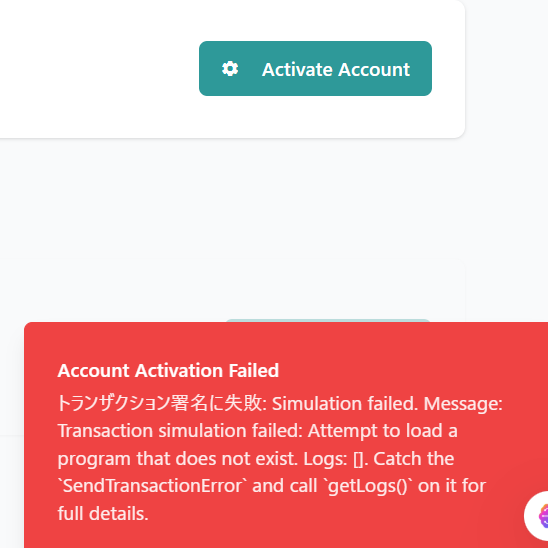 Activate Account
Account Activation Failed
トランザクション署名に失敗: Simulation failed. Message:
Transaction simulation failed: Attempt to load a
program that does not exist. Logs: []. Catch the
`SendTransactionError` and call `getLogs()` on it for
full details.